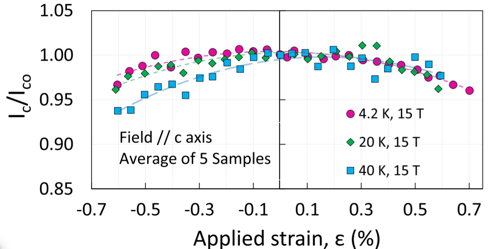 1.05
1.00
0.95
0.90
0.85
Ic/Ico
Field // c axis
Average of 5 Samples
4.2 K, 15 T
20 K, 15 T
40 K, 15 T
-0.7 -0.5 -0.3 -0.1 0.1 0.3 0.5 0.7
Applied strain, ε (%)